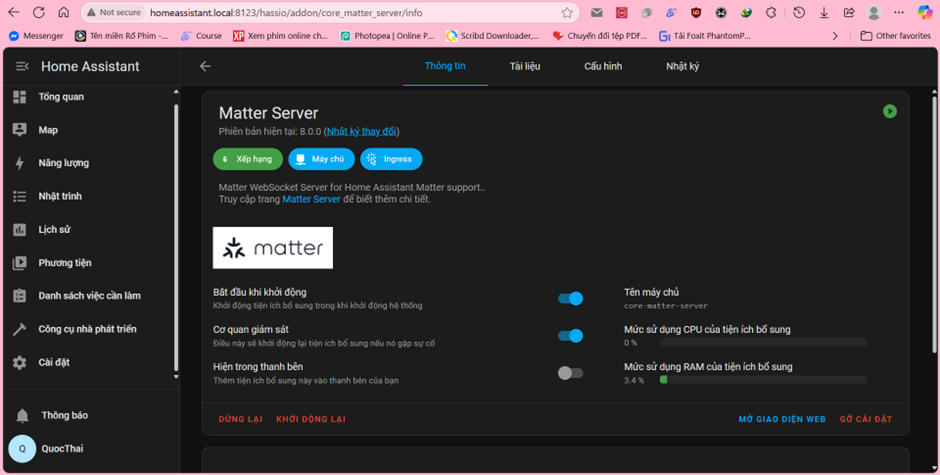 Not secure homeassistant.local:8123/hassio/addon/core_matter_server/info
Messenger Tên miền Rổ Phim -... Course Xem phim online ch... Photopea | Online P... Scribd Downloader,... Chuyển đổi tệp PDF... Tải Foxit PhantomP... Other favorites
Home Assistant
Thông tin Tài liệu Cấu hình Nhật ký
Tổng quan
Map
Năng lượng
Nhật trình
Lịch sử
Phương tiện
Danh sách việc cần làm
Công cụ nhà phát triển
Cài đặt
Thông báo
Q QuocThai
Matter Server
Phiên bản hiện tại: 8.0.0 (Nhật ký thay đổi)
6 Xếp hạng Máy chủ Ingress
Matter WebSocket Server for Home Assistant Matter support..
Truy cập trang Matter Server để biết thêm chi tiết.
matter
Bắt đầu khi khởi động
Khởi động tiện ích bổ sung trong khi khởi động hệ thống
Cơ quan giám sát
Điều này sẽ khởi động lại tiện ích bổ sung nếu nó gặp sự cố
Hiện trong thanh bên
Thêm tiện ích bổ sung này vào thanh bên của bạn
Tên máy chủ
core-matter-server
Mức sử dụng CPU của tiện ích bổ sung
0 %
Mức sử dụng RAM của tiện ích bổ sung
3.4 %
DỪNG LẠI KHỞI ĐỘNG LẠI MỞ GIAO DIỆN WEB GỠ CÀI ĐẶT